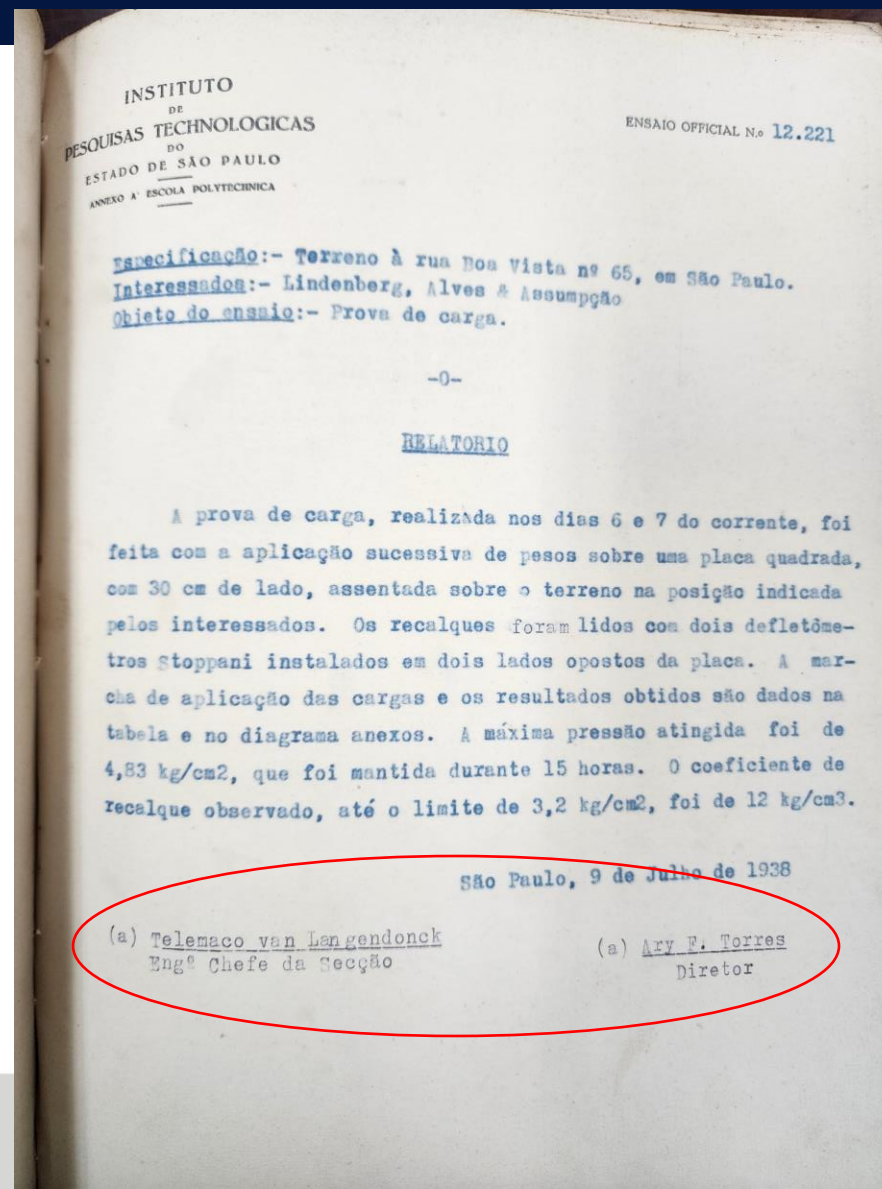 INSTITUTO
DE
PESQUISAS TECHNOLOGICAS
DO
ESTADO DE SÃO PAULO
ANNEXO A' ESCOLA POLYTECHNICA
ENSAIO OFFICIAL N.º 12.221
Especificação:- Terreno à rua Boa Vista nº 65, em São Paulo.
Interessados:- Lindenberg, Alves & Assumpção
Objeto do ensaio:- Prova de carga.
-0-
RELATORIO
A prova de carga, realizada nos dias 6 e 7 do corrente, foi
feita com a aplicação sucessiva de pesos sobre uma placa quadrada,
com 30 cm de lado, assentada sobre o terreno na posição indicada
pelos interessados. Os recalques foram lidos com dois defletôme-
tros Stoppani instalados em dois lados opostos da placa. A mar-
cha de aplicação das cargas e os resultados obtidos são dados na
tabela e no diagrama anexos. A máxima pressão atingida foi de
4,83 kg/cm2, que foi mantida durante 15 horas. O coeficiente de
recalque observado, até o limite de 3,2 kg/cm2, foi de 12 kg/cm3.
São Paulo, 9 de Julho de 1938
(a) Telemaco van Langendonck
Engº Chefe da Secção
(a) Ary F. Torres
Diretor